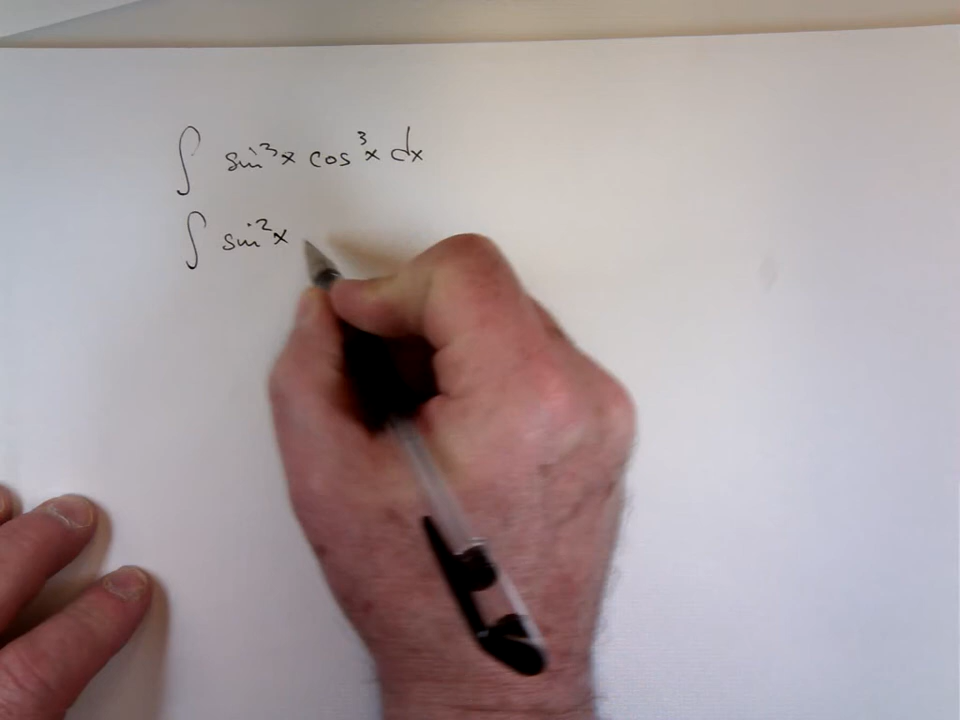 ∫ sin³x cos³x dx
∫ sin²x